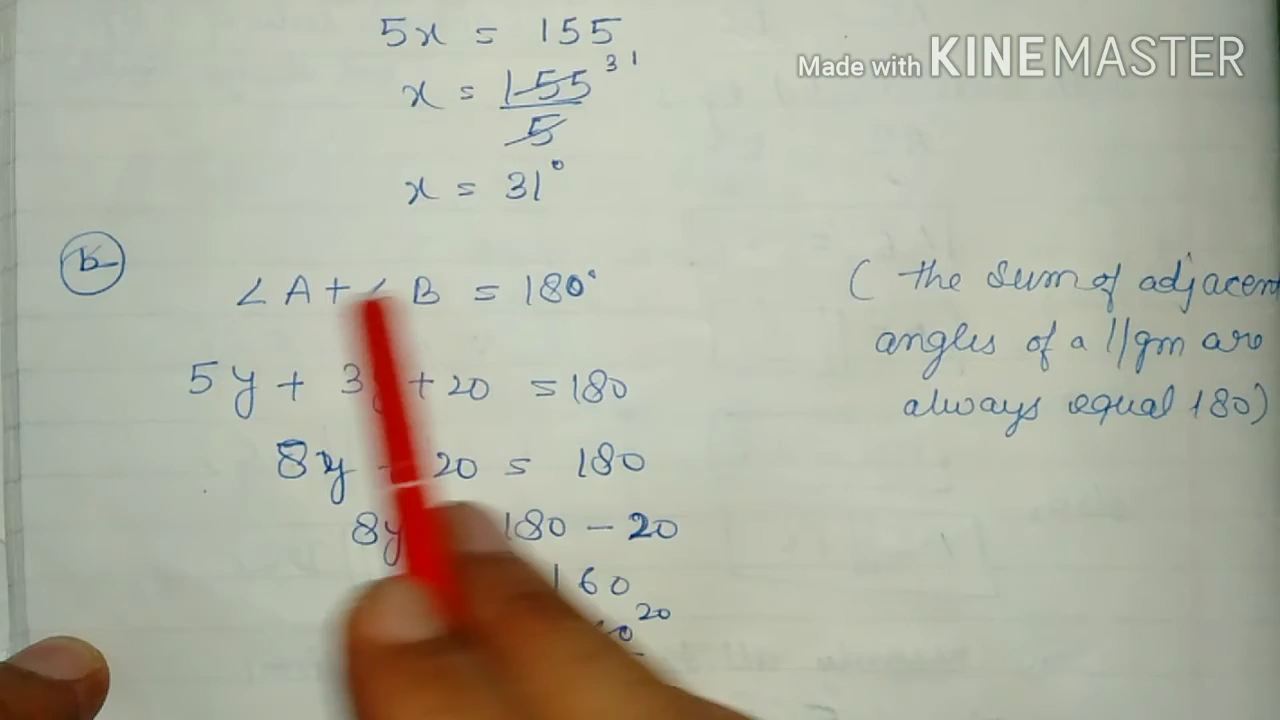 5x = 155
Made with KINEMASTER
x = 155 31
5
x = 31°
b
∠A + ∠B = 180°
( the sum of adjacent
angles of a //gm are
always equal 180)
5y + 3y + 20 = 180
8y 20 = 180
8y 180 - 20
160
20